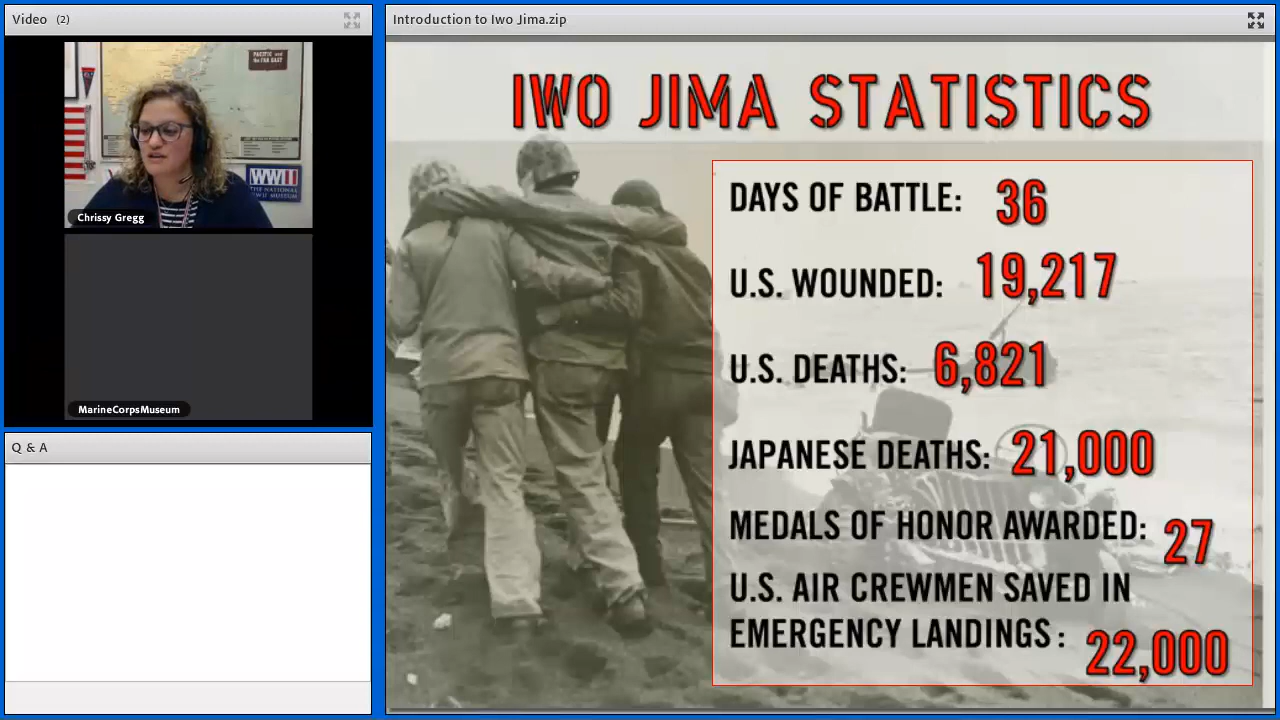 Video (2)
PACIFIC and
the FAR EAST
WWII
THE NATIONAL
WWII MUSEUM
Chrissy Gregg
MarineCorpsMuseum
Q & A
Introduction to Iwo Jima.zip
IWO JIMA STATISTICS
DAYS OF BATTLE: 36
U.S. WOUNDED: 19,217
U.S. DEATHS: 6,821
JAPANESE DEATHS: 21,000
MEDALS OF HONOR AWARDED: 27
U.S. AIR CREWMEN SAVED IN
EMERGENCY LANDINGS : 22,000